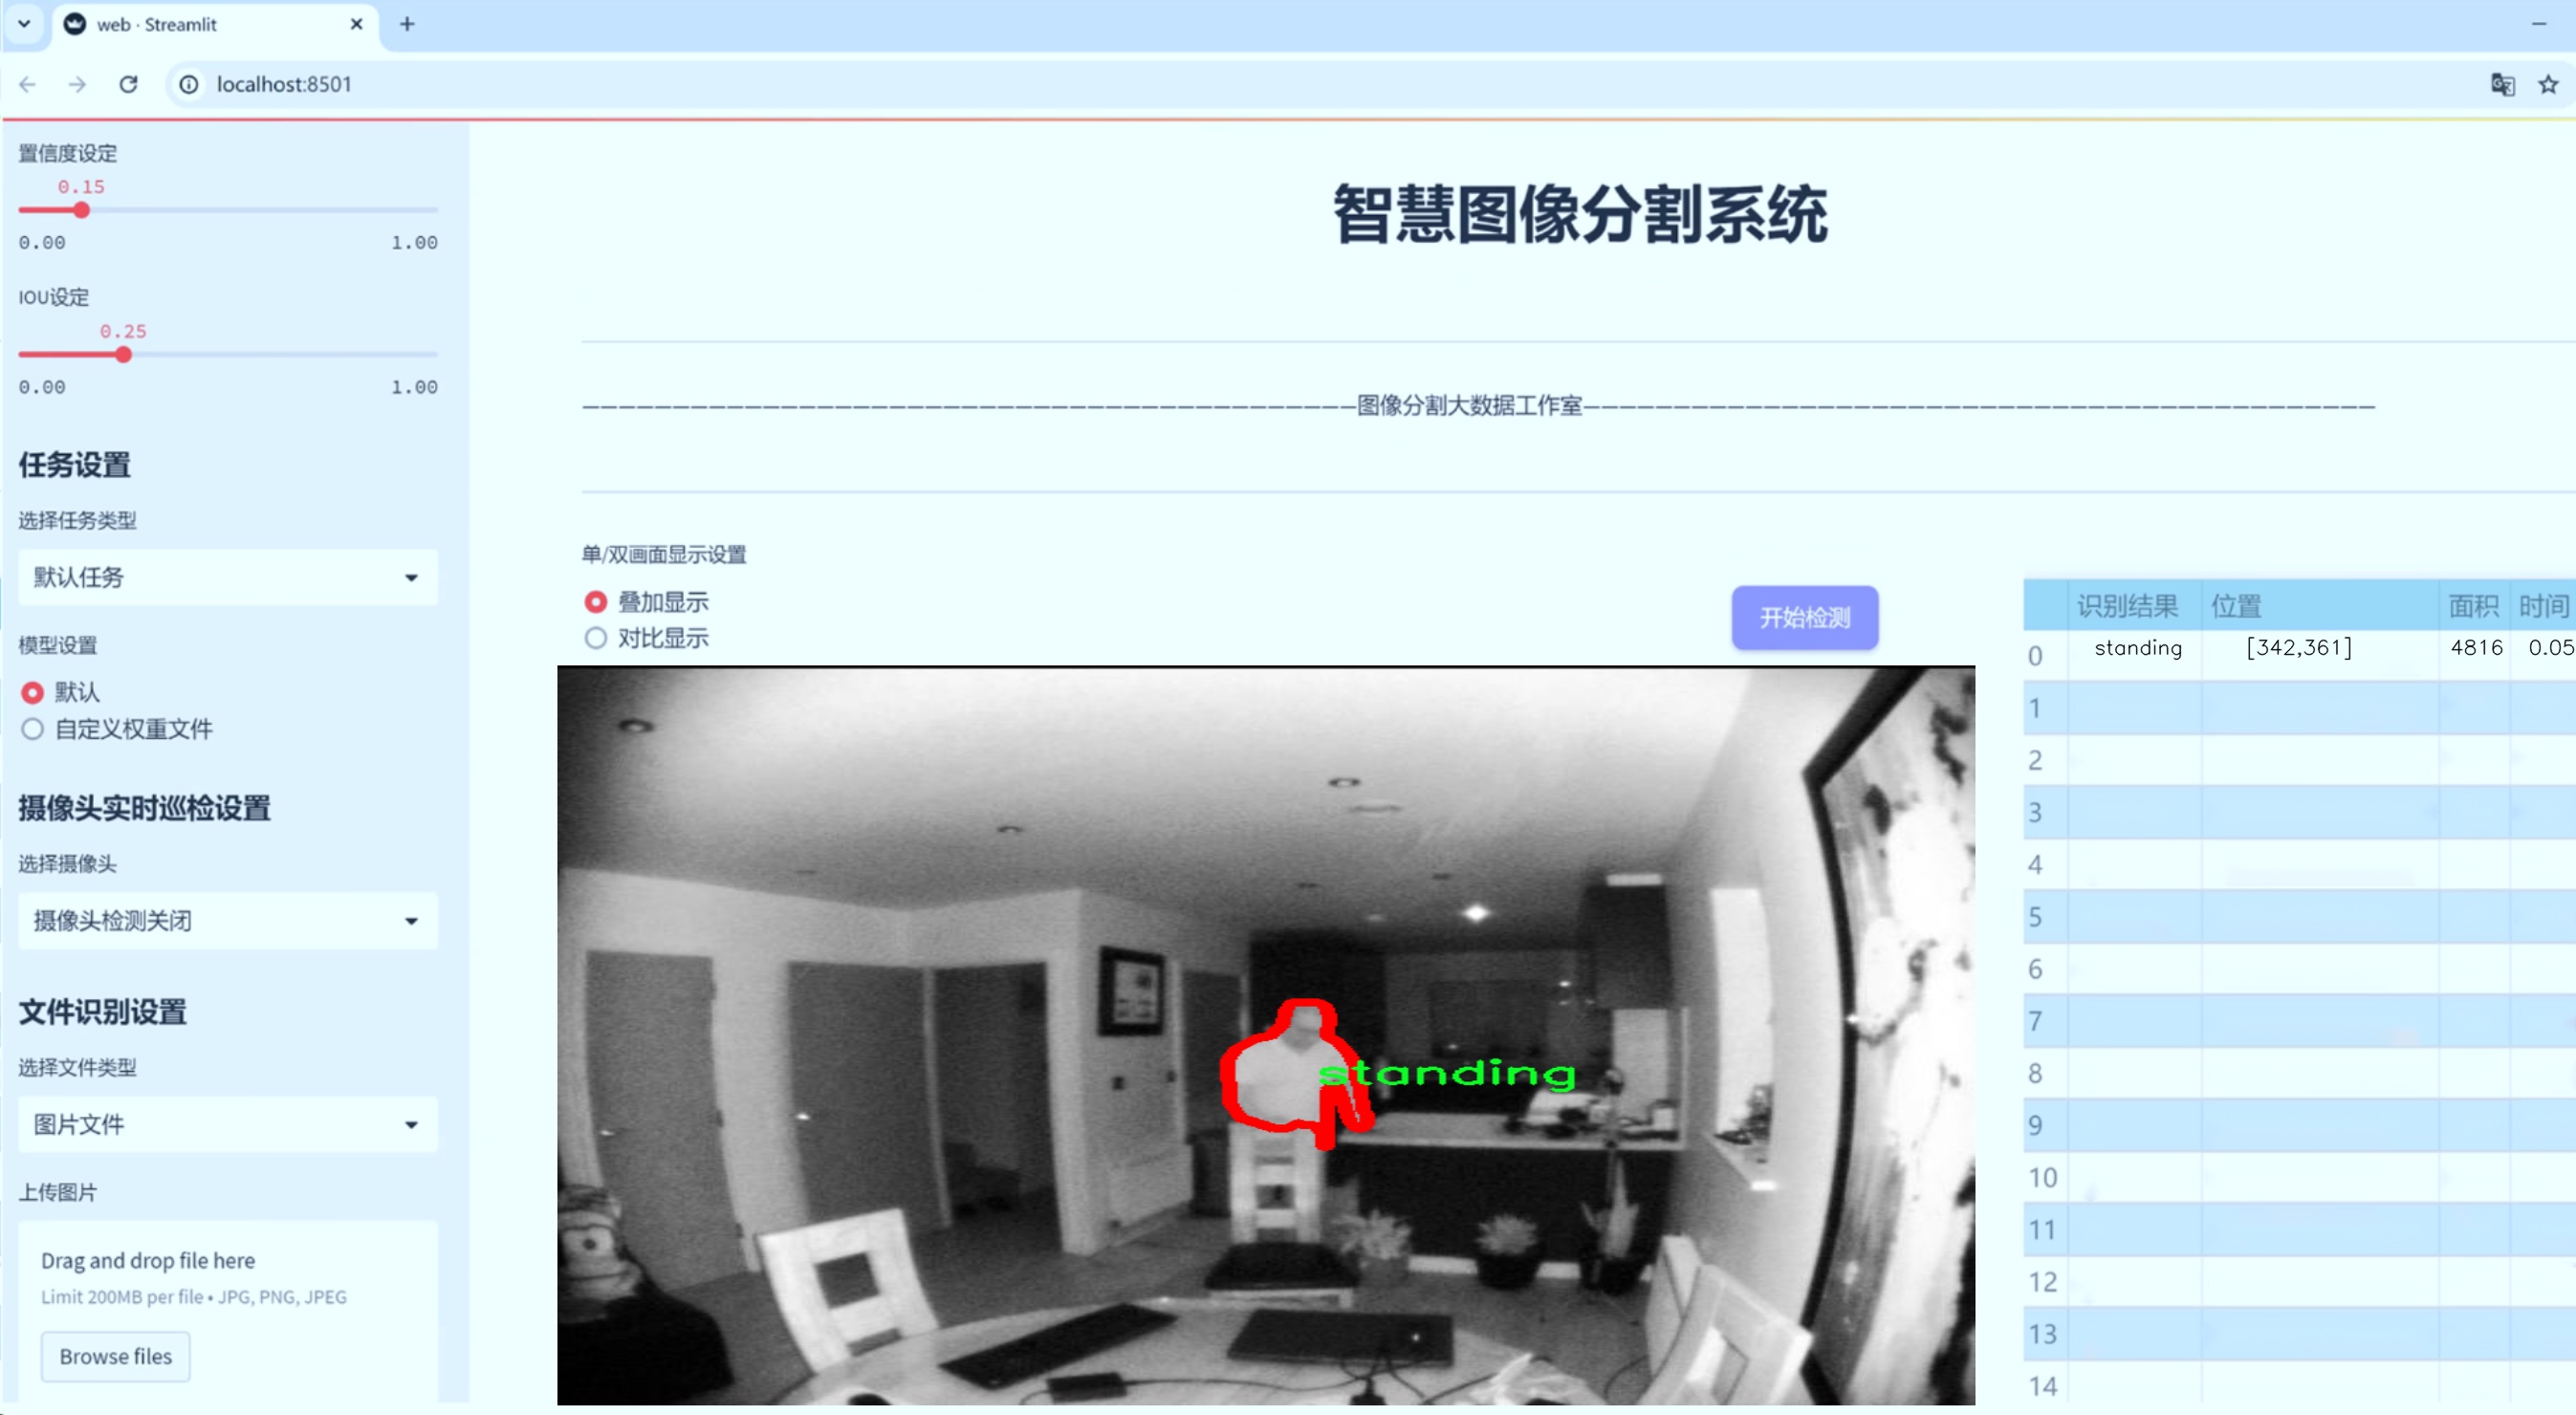 web · Streamlit
localhost:8501
置信度设定
0.15
0.00 1.00
IOU设定
0.25
0.00 1.00
任务设置
选择任务类型
默认任务
模型设置
默认
自定义权重文件
摄像头实时巡检设置
选择摄像头
摄像头检测关闭
文件识别设置
选择文件类型
图片文件
上传图片
Drag and drop file here
Limit 200MB per file • JPG, PNG, JPEG
Browse files
智慧图像分割系统
———————————————————————————————————————————图像分割大数据工作室————————————————————————————————————————————
单/双画面显示设置
叠加显示
对比显示
开始检测
standing
识别结果 位置 面积 时间
0 standing [342,361] 4816 0.05
1
2
3
4
5
6
7
8
9
10
11
12
13
14